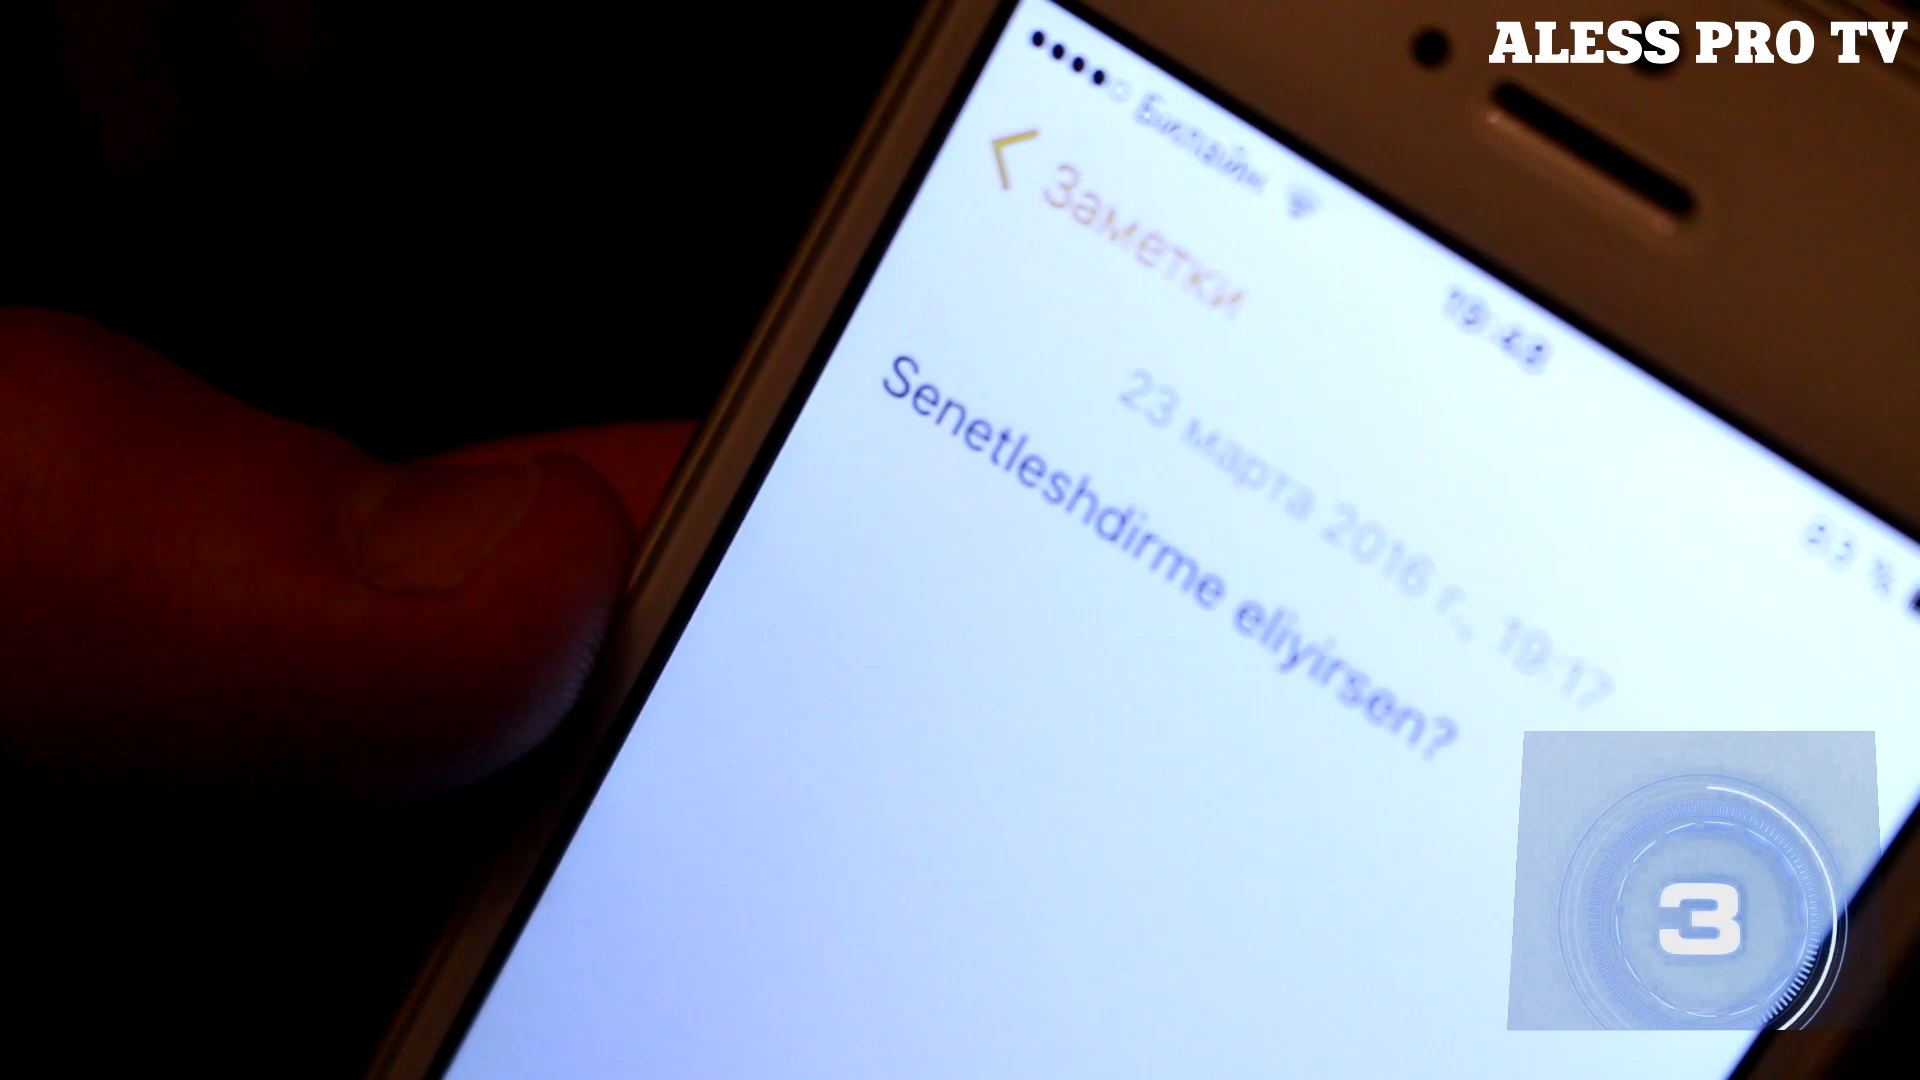 ALESS PRO TV
Билайн
19:48
Заметки
23 марта 2016 г., 19:17
Senetleshdirme eliyirsen?
3